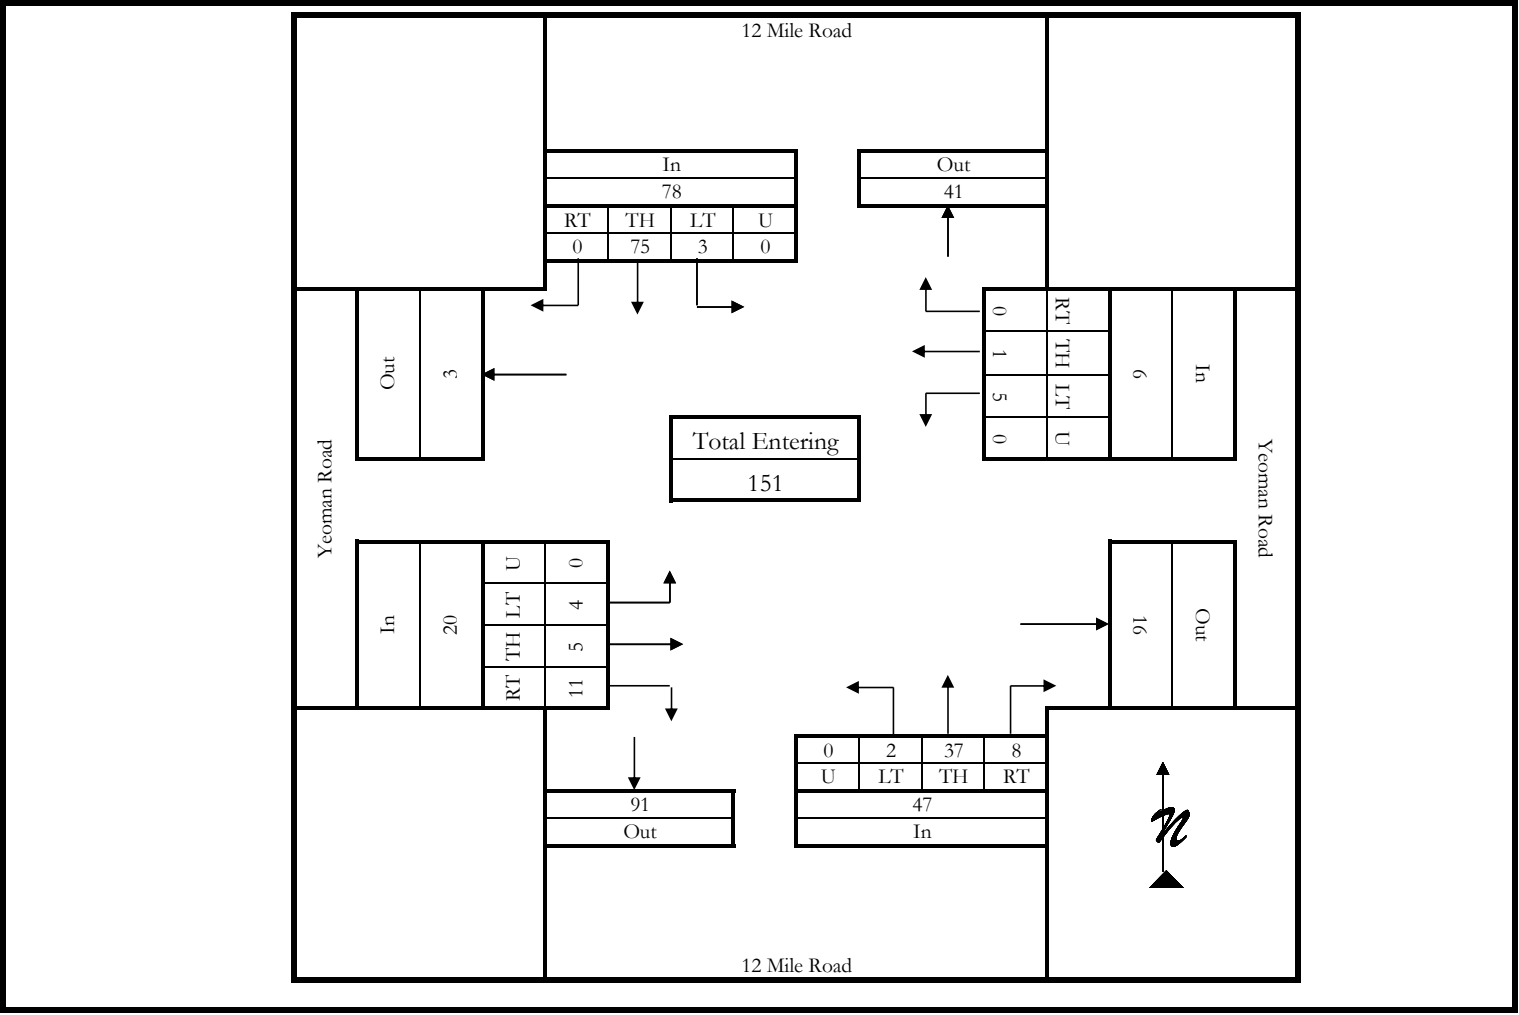 12 Mile Road
In
78
RT TH LT U
0 75 3 0
Out
41
Out
3
0 RT
1 TH
5 LT
0 U
6
In
Total Entering
151
Yeoman Road
Yeoman Road
In
20
U 0
LT 4
TH 5
RT 11
16
Out
0 2 37 8
U LT TH RT
47
In
91
Out
N
12 Mile Road